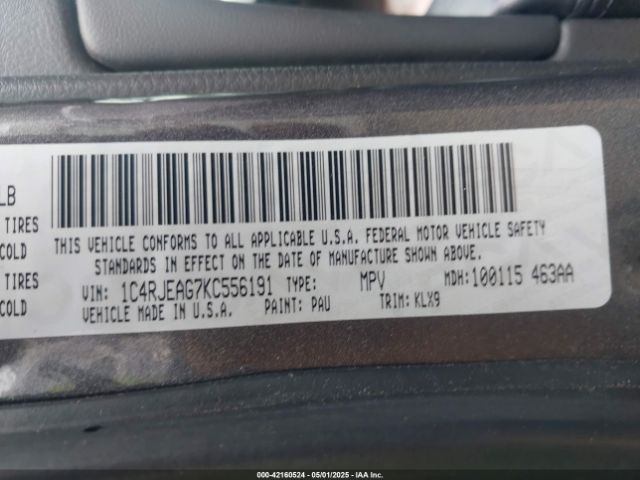 LB
TIRES
COLD
TIRES
COLD
THIS VEHICLE CONFORMS TO ALL APPLICABLE U.S.A. FEDERAL MOTOR VEHICLE SAFETY
STANDARDS IN EFFECT ON THE DATE OF MANUFACTURE SHOWN ABOVE.
VIN: 1C4RJEAG7KC556191 TYPE: MPV MDH:100115 463AA
VEHICLE MADE IN U.S.A. PAINT: PAU TRIM: KLX9
000-42160524 - 05/01/2025 - IAA Inc.